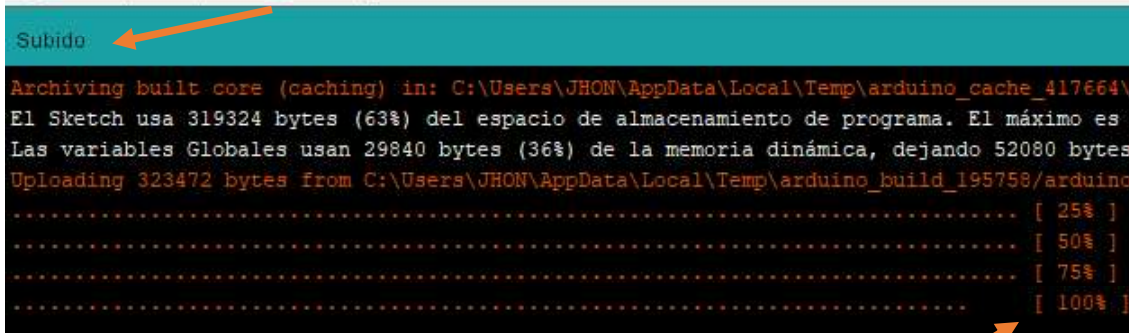 Subido
Archiving built core (caching) in: C:\Users\JHON\AppData\Local\Temp\arduino_cache_417664\
El Sketch usa 319324 bytes (63%) del espacio de almacenamiento de programa. El máximo es
Las variables Globales usan 29840 bytes (36%) de la memoria dinámica, dejando 52080 bytes
Uploading 323472 bytes from C:\Users\JHON\AppData\Local\Temp\arduino_build_195758/arduino
................................................................................ [ 25% ]
................................................................................ [ 50% ]
................................................................................ [ 75% ]
............................................................................ [ 100% ]